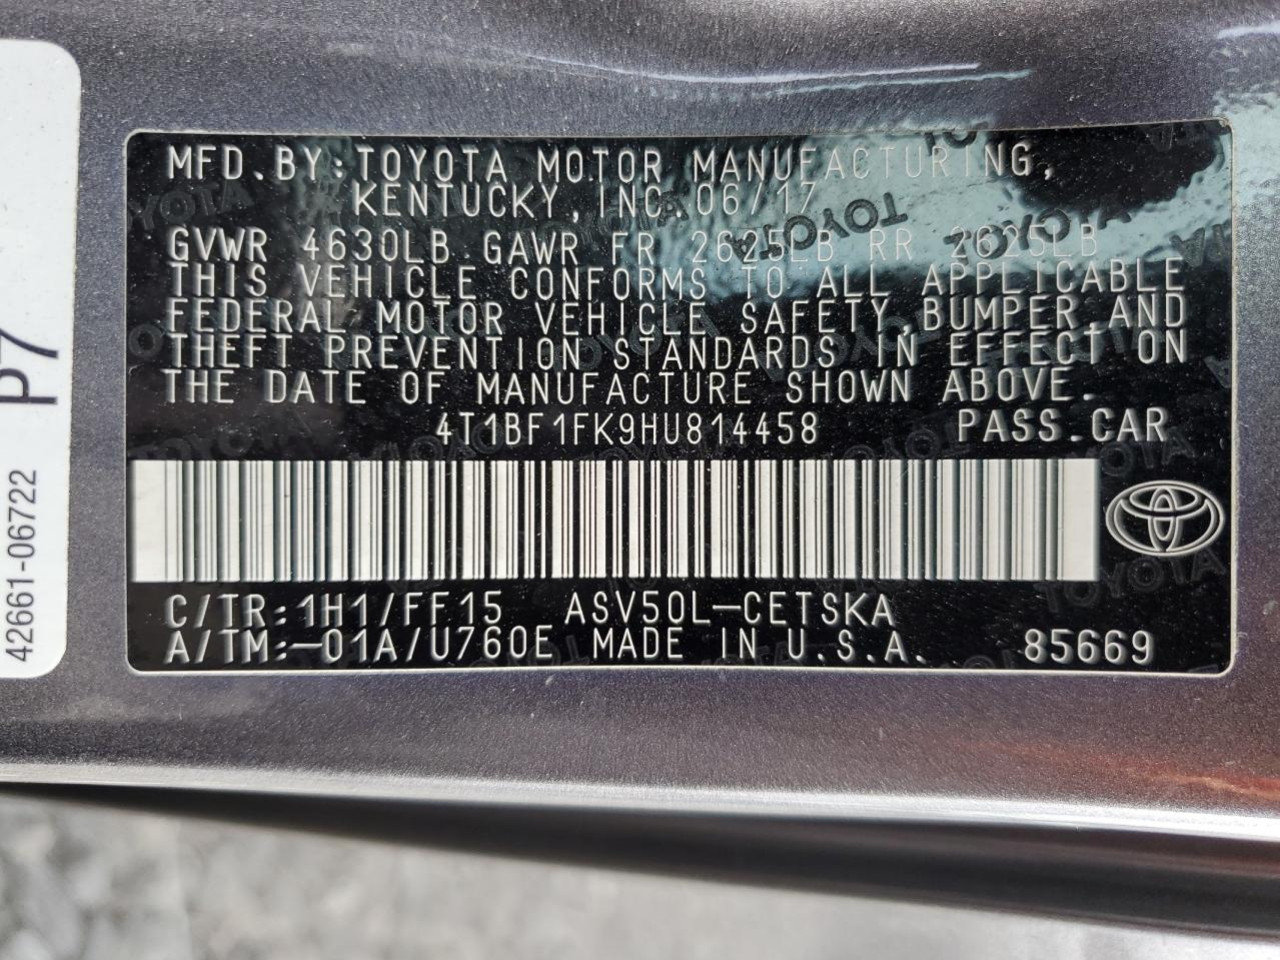 MFD.BY:TOYOTA MOTOR MANUFACTURING,
KENTUCKY,INC.06/17
GVWR 4630LB GAWR FR 2625LB RR 2625LB
THIS VEHICLE CONFORMS TO ALL APPLICABLE
FEDERAL MOTOR VEHICLE SAFETY,BUMPER,AND
THEFT PREVENTION STANDARDS IN EFFECT ON
THE DATE OF MANUFACTURE SHOWN ABOVE.
4T1BF1FK9HU814458 PASS.CAR
C/TR:1H1/FF15 ASV50L-CETSKA
A/TM:-01A/U760E MADE IN U.S.A. 85669
P7
42661-06722